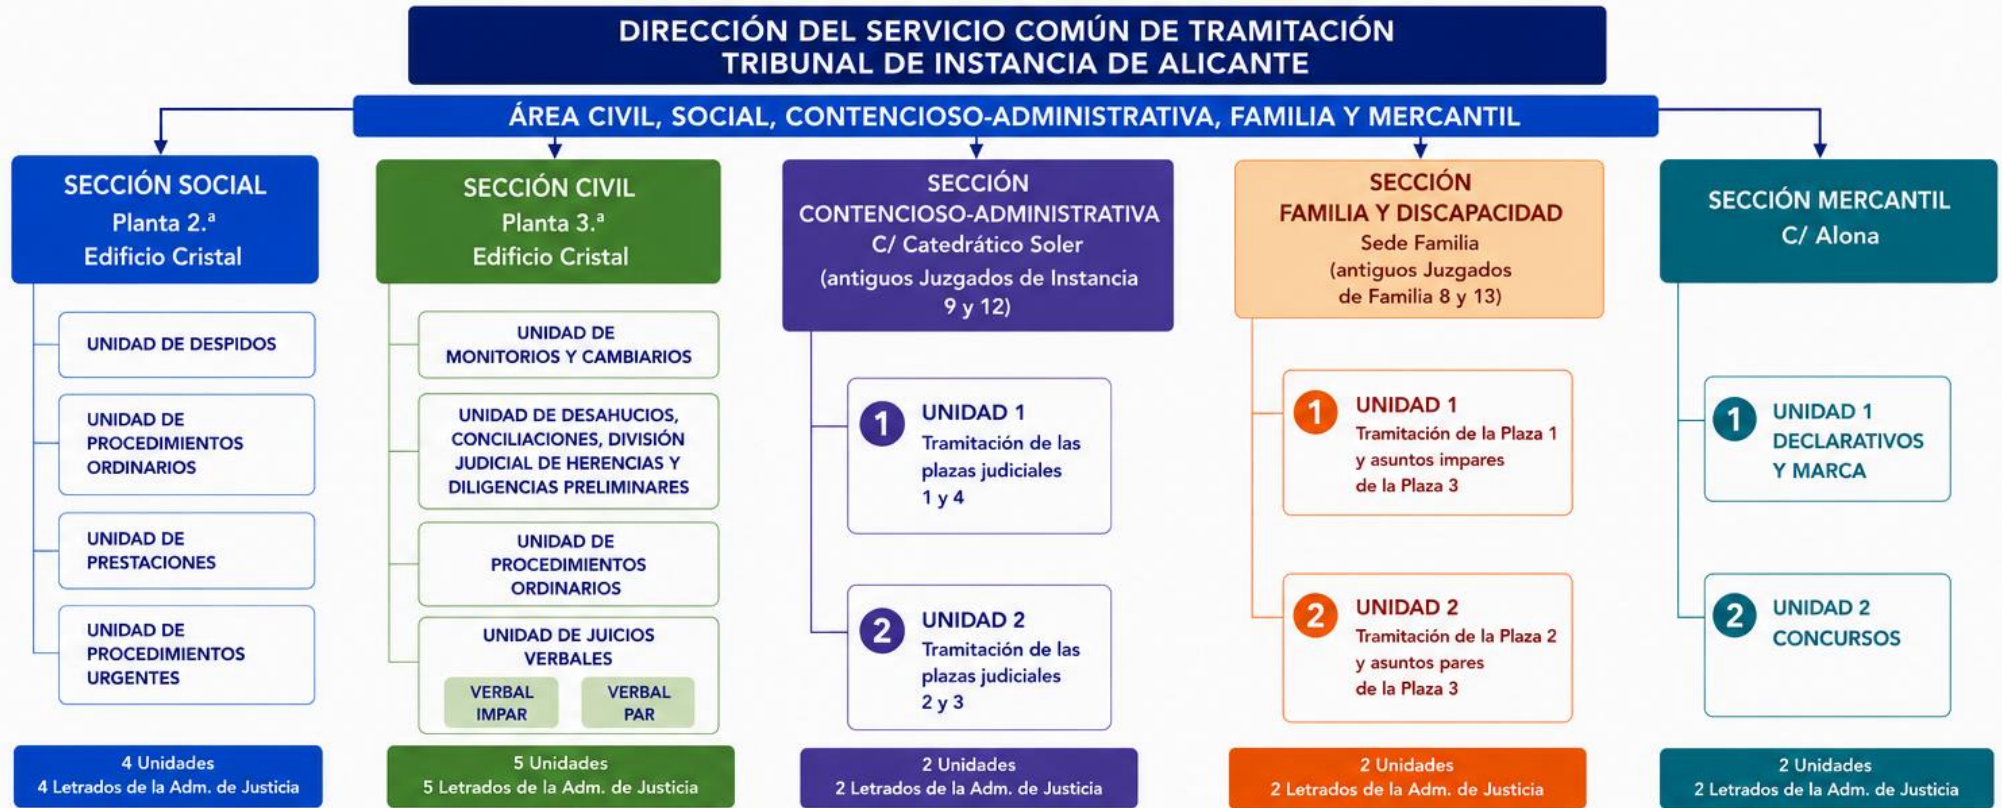 DIRECCIÓN DEL SERVICIO COMÚN DE TRAMITACIÓN
TRIBUNAL DE INSTANCIA DE ALICANTE
ÁREA CIVIL, SOCIAL, CONTENCIOSO-ADMINISTRATIVA, FAMILIA Y MERCANTIL
SECCIÓN SOCIAL
Planta 2.ª
Edificio Cristal
UNIDAD DE DESPIDOS
UNIDAD DE
PROCEDIMIENTOS
ORDINARIOS
UNIDAD DE
PRESTACIONES
UNIDAD DE
PROCEDIMIENTOS
URGENTES
4 Unidades
4 Letrados de la Adm. de Justicia
SECCIÓN CIVIL
Planta 3.ª
Edificio Cristal
UNIDAD DE
MONITORIOS Y CAMBIARIOS
UNIDAD DE DESAHUCIOS,
CONCILIACIONES, DIVISIÓN
JUDICIAL DE HERENCIAS Y
DILIGENCIAS PRELIMINARES
UNIDAD DE
PROCEDIMIENTOS
ORDINARIOS
UNIDAD DE JUICIOS
VERBALES
VERBAL
IMPAR
VERBAL
PAR
5 Unidades
5 Letrados de la Adm. de Justicia
SECCIÓN
CONTENCIOSO-ADMINISTRATIVA
C/ Catedrático Soler
(antiguos Juzgados de Instancia
9 y 12)
1
UNIDAD 1
Tramitación de las
plazas judiciales
1 y 4
2
UNIDAD 2
Tramitación de las
plazas judiciales
2 y 3
2 Unidades
2 Letrados de la Adm. de Justicia
SECCIÓN
FAMILIA Y DISCAPACIDAD
Sede Familia
(antiguos Juzgados
de Familia 8 y 13)
1
UNIDAD 1
Tramitación de la Plaza 1
y asuntos impares
de la Plaza 3
2
UNIDAD 2
Tramitación de la Plaza 2
y asuntos pares
de la Plaza 3
2 Unidades
2 Letrados de la Adm. de Justicia
SECCIÓN MERCANTIL
C/ Alona
1
UNIDAD 1
DECLARATIVOS
Y MARCA
2
UNIDAD 2
CONCURSOS
2 Unidades
2 Letrados de la Adm. de Justicia